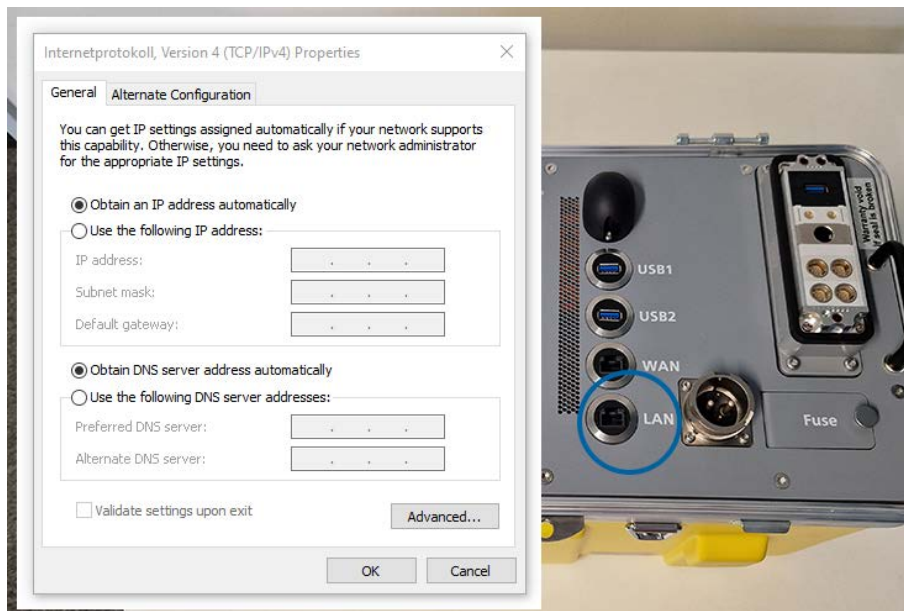 Internetprotokoll, Version 4 (TCP/IPv4) Properties
General
Alternate Configuration
You can get IP settings assigned automatically if your network supports
this capability. Otherwise, you need to ask your network administrator
for the appropriate IP settings.
Obtain an IP address automatically
Use the following IP address:
IP address:
Subnet mask:
Default gateway:
Obtain DNS server address automatically
Use the following DNS server addresses:
Preferred DNS server:
Alternate DNS server:
Validate settings upon exit
Advanced...
OK
Cancel
USB1
USB2
WAN
LAN
Fuse
Warranty void
if seal is broken